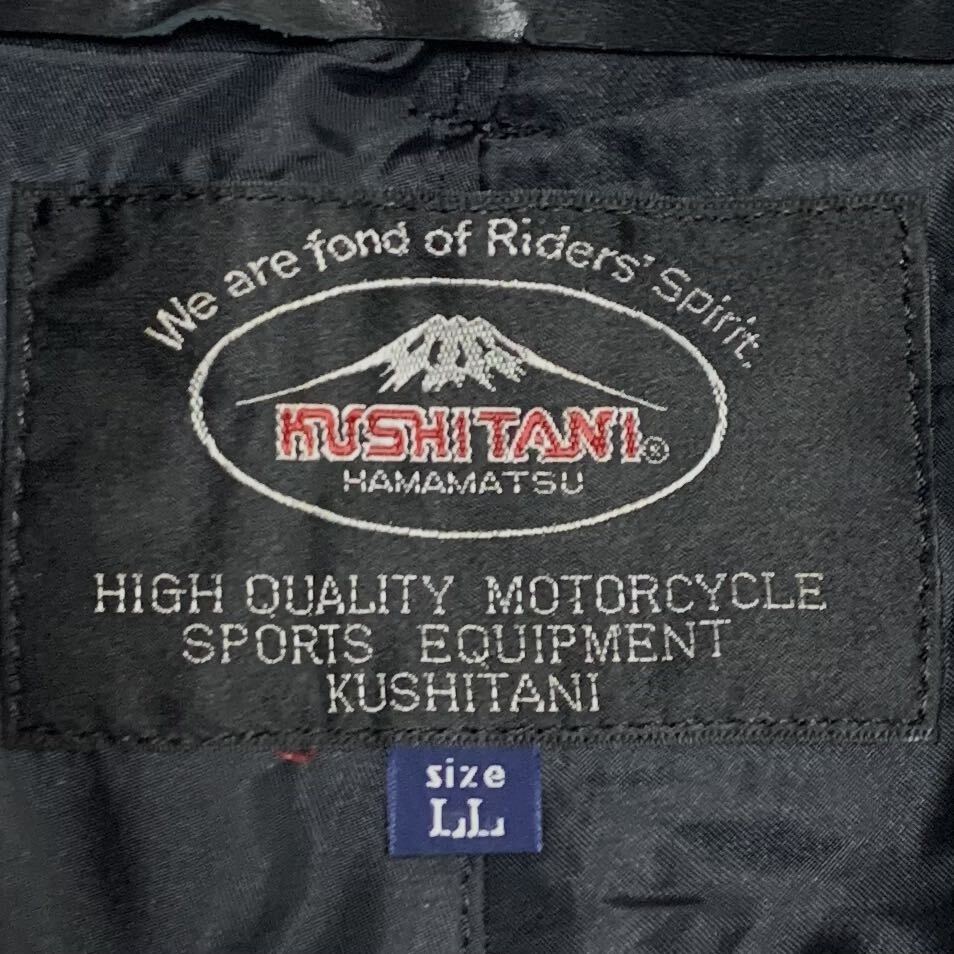 We are fond of Riders' Spirit.
KUSHITANI®
HAMAMATSU
HIGH QUALITY MOTORCYCLE
SPORTS EQUIPMENT
KUSHITANI
size
LL